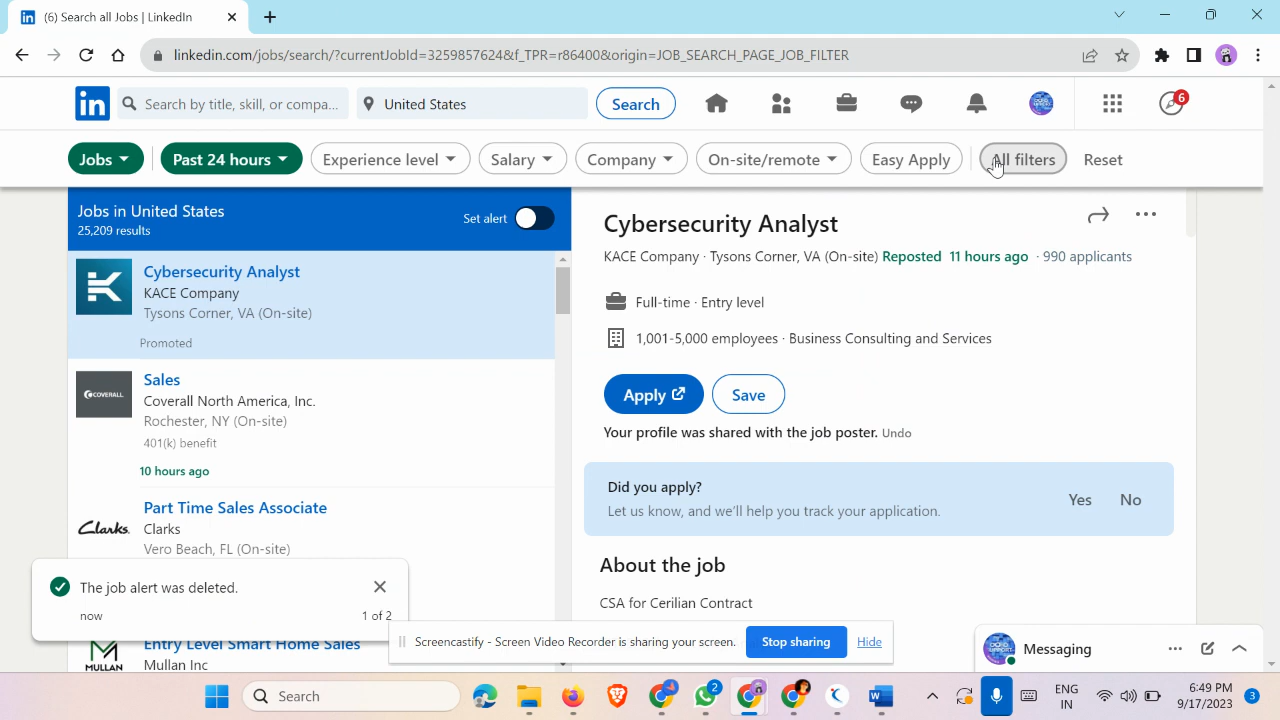 (6) Search all Jobs | LinkedIn
linkedin.com/jobs/search/?currentJobId=3259857624&f_TPR=r86400&origin=JOB_SEARCH_PAGE_JOB_FILTER
in Search by title, skill, or compa... United States Search 6
Jobs Past 24 hours Experience level Salary Company On-site/remote Easy Apply All filters Reset
Jobs in United States
25,209 results
Set alert
Cybersecurity Analyst
KACE Company
Tysons Corner, VA (On-site)
Promoted
Sales
Coverall North America, Inc.
Rochester, NY (On-site)
401(k) benefit
10 hours ago
COVERALL
Part Time Sales Associate
Clarks
Vero Beach, FL (On-site)
Clarks.
The job alert was deleted.
now 1 of 2
Entry Level Smart Home Sales
Mullan Inc
MULLAN
Cybersecurity Analyst
KACE Company · Tysons Corner, VA (On-site) Reposted 11 hours ago · 990 applicants
Full-time · Entry level
1,001-5,000 employees · Business Consulting and Services
Apply Save
Your profile was shared with the job poster. Undo
Did you apply?
Let us know, and we'll help you track your application.
Yes No
About the job
CSA for Cerilian Contract
Screencastify - Screen Video Recorder is sharing your screen. Stop sharing Hide
Messaging
Search
2
ENG
IN
6:49 PM
9/17/2023
3